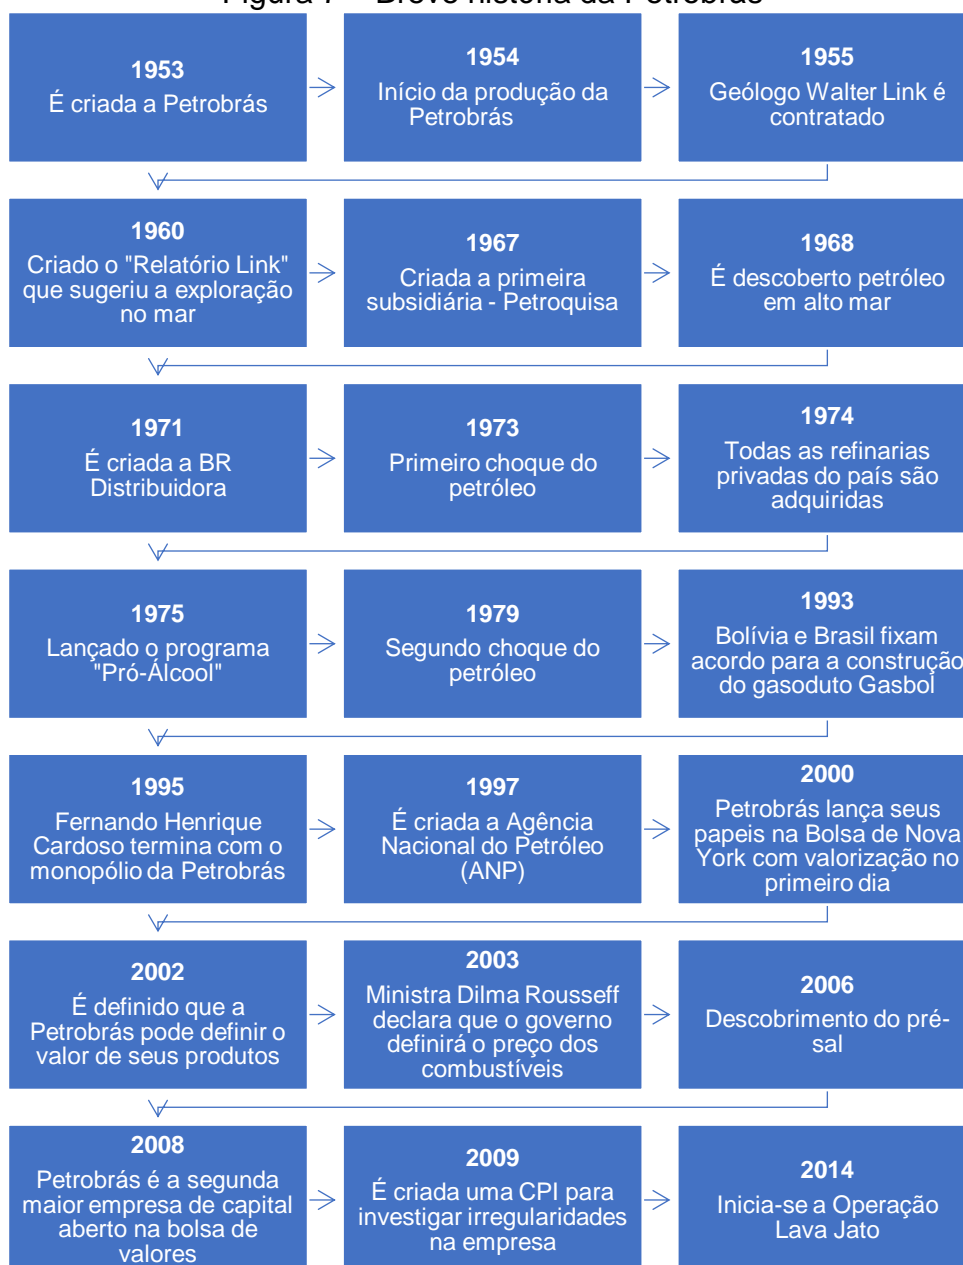 Figura 7 – Breve história da Petrobrás
1953
É criada a Petrobrás
1954
Início da produção da
Petrobrás
1955
Geólogo Walter Link é
contratado
1960
Criado o "Relatório Link"
que sugeriu a exploração
no mar
1967
Criada a primeira
subsidiária - Petroquisa
1968
É descoberto petróleo
em alto mar
1971
É criada a BR
Distribuidora
1973
Primeiro choque do
petróleo
1974
Todas as refinarias
privadas do país são
adquiridas
1975
Lançado o programa
"Pró-Álcool"
1979
Segundo choque do
petróleo
1993
Bolívia e Brasil fixam
acordo para a construção
do gasoduto Gasbol
1995
Fernando Henrique
Cardoso termina com o
monopólio da Petrobrás
1997
É criada a Agência
Nacional do Petróleo
(ANP)
2000
Petrobrás lança seus
papeis na Bolsa de Nova
York com valorização no
primeiro dia
2002
É definido que a
Petrobrás pode definir o
valor de seus produtos
2003
Ministra Dilma Rousseff
declara que o governo
definirá o preço dos
combustíveis
2006
Descobrimento do pré-
sal
2008
Petrobrás é a segunda
maior empresa de capital
aberto na bolsa de
valores
2009
É criada uma CPI para
investigar irregularidades
na empresa
2014
Inicia-se a Operação
Lava Jato